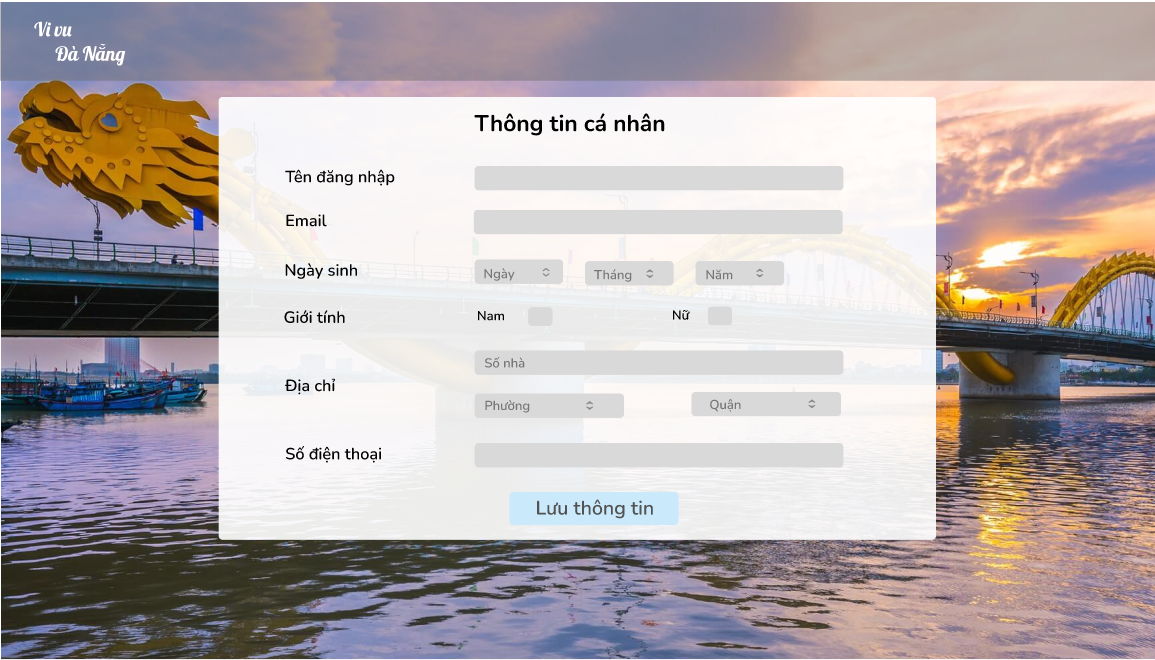 Vi vu
Đà Nẵng
Thông tin cá nhân
Tên đăng nhập
Email
Ngày sinh
Ngày
Tháng
Năm
Giới tính
Nam
Nữ
Số nhà
Địa chỉ
Phường
Quận
Số điện thoại
Lưu thông tin